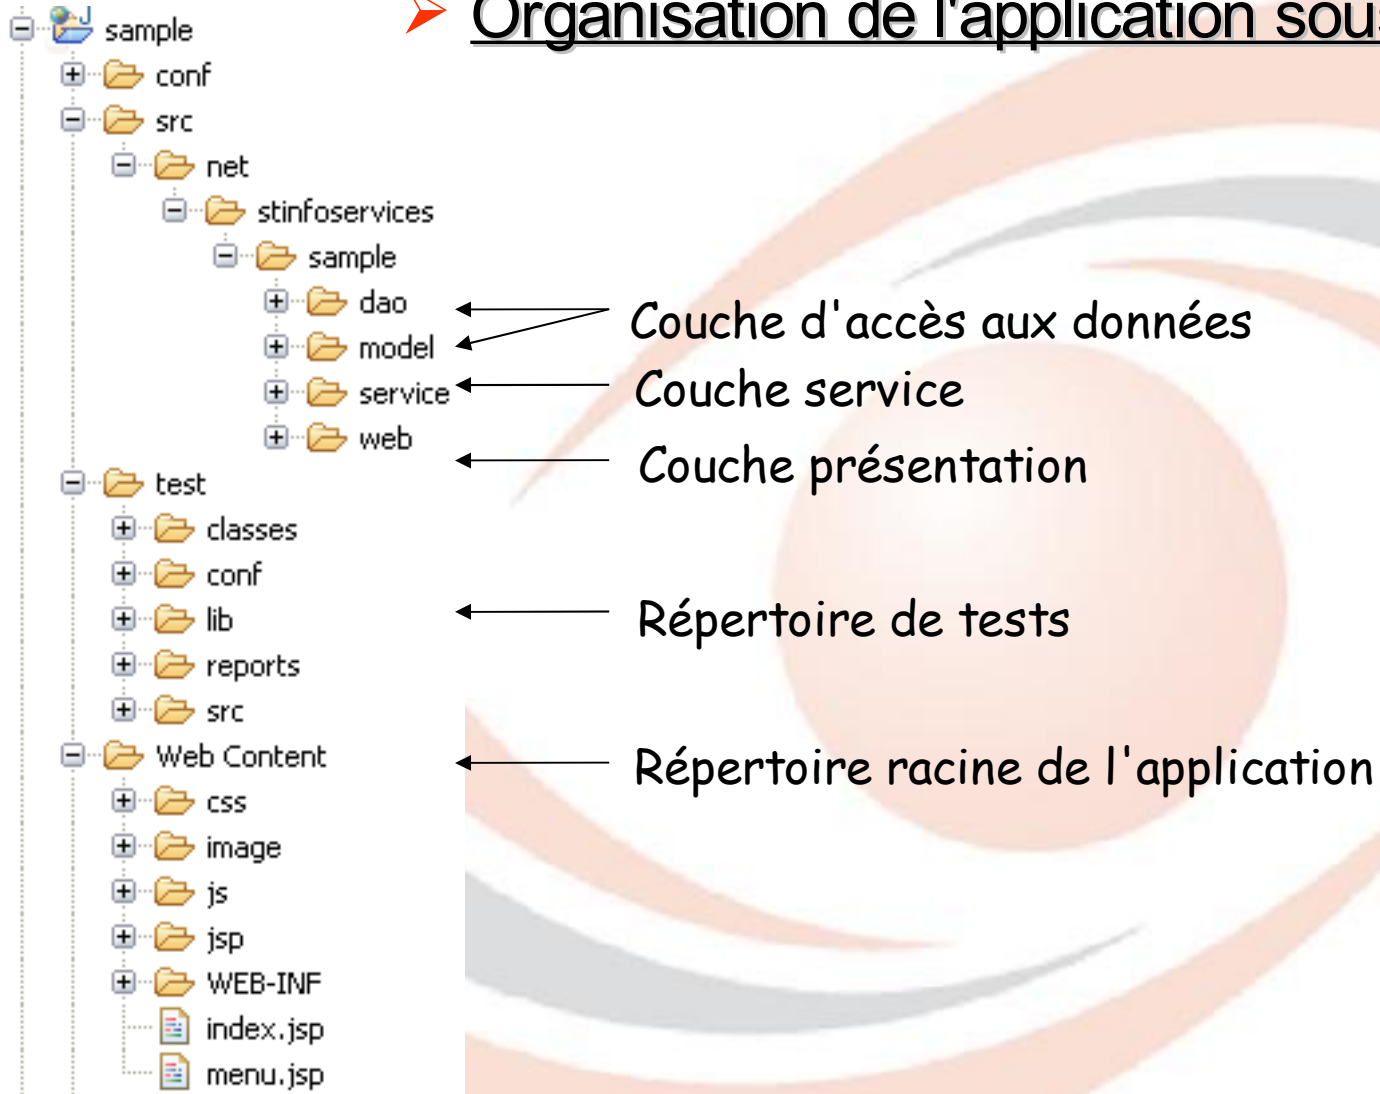 Organisation de l'application sous
sample
conf
src
net
stinfoservices
sample
dao
model
service
web
Couche d'accès aux données
Couche service
Couche présentation
test
classes
conf
lib
reports
src
Répertoire de tests
Web Content
Répertoire racine de l'application
css
image
js
jsp
WEB-INF
index.jsp
menu.jsp